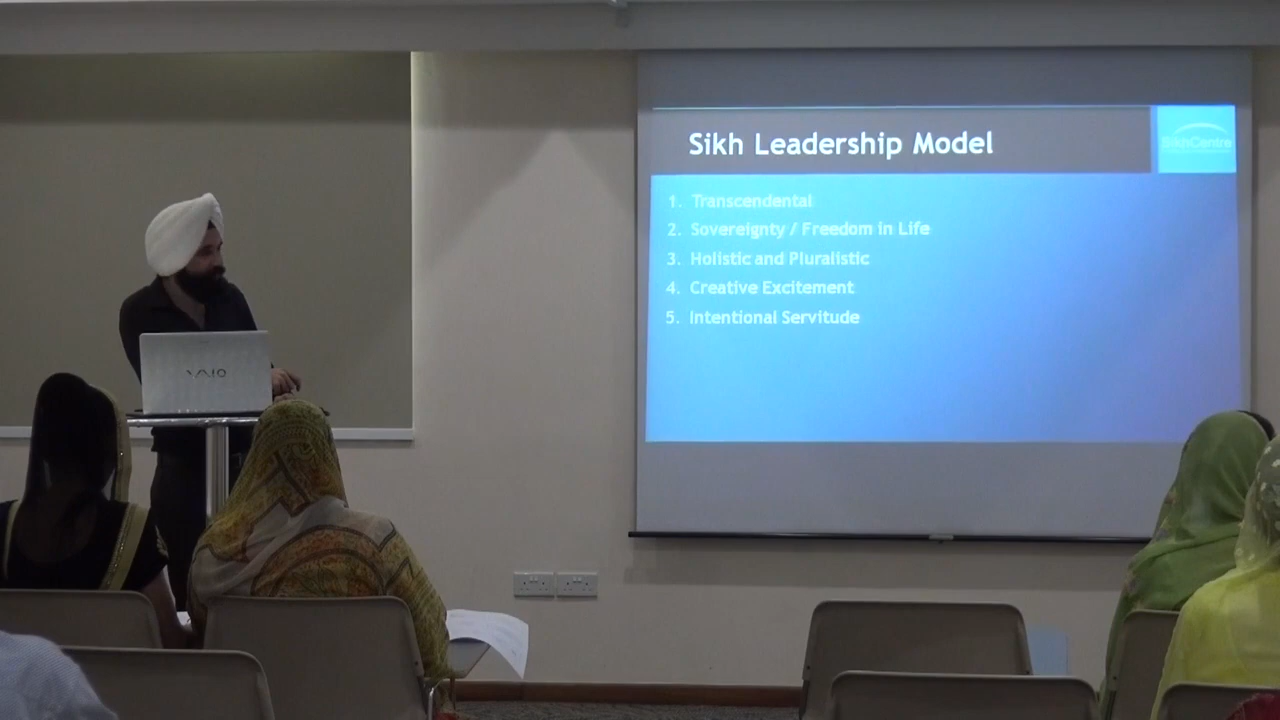 Sikh Leadership Model
SikhCentre
1. Transcendental
2. Sovereignty / Freedom in Life
3. Holistic and Pluralistic
4. Creative Excitement
5. Intentional Servitude
VAIO